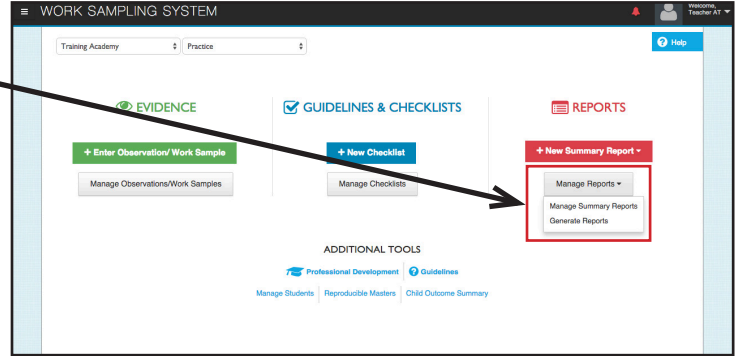 WORK SAMPLING SYSTEM
Welcome,
Teacher AT
Training Academy
Practice
? Help
EVIDENCE
GUIDELINES & CHECKLISTS
REPORTS
+ Enter Observation/ Work Sample
+ New Checklist
+ New Summary Report
Manage Observations/Work Samples
Manage Checklists
Manage Reports
Manage Summary Reports
Generate Reports
ADDITIONAL TOOLS
Professional Development
? Guidelines
Manage Students
Reproducible Masters
Child Outcome Summary